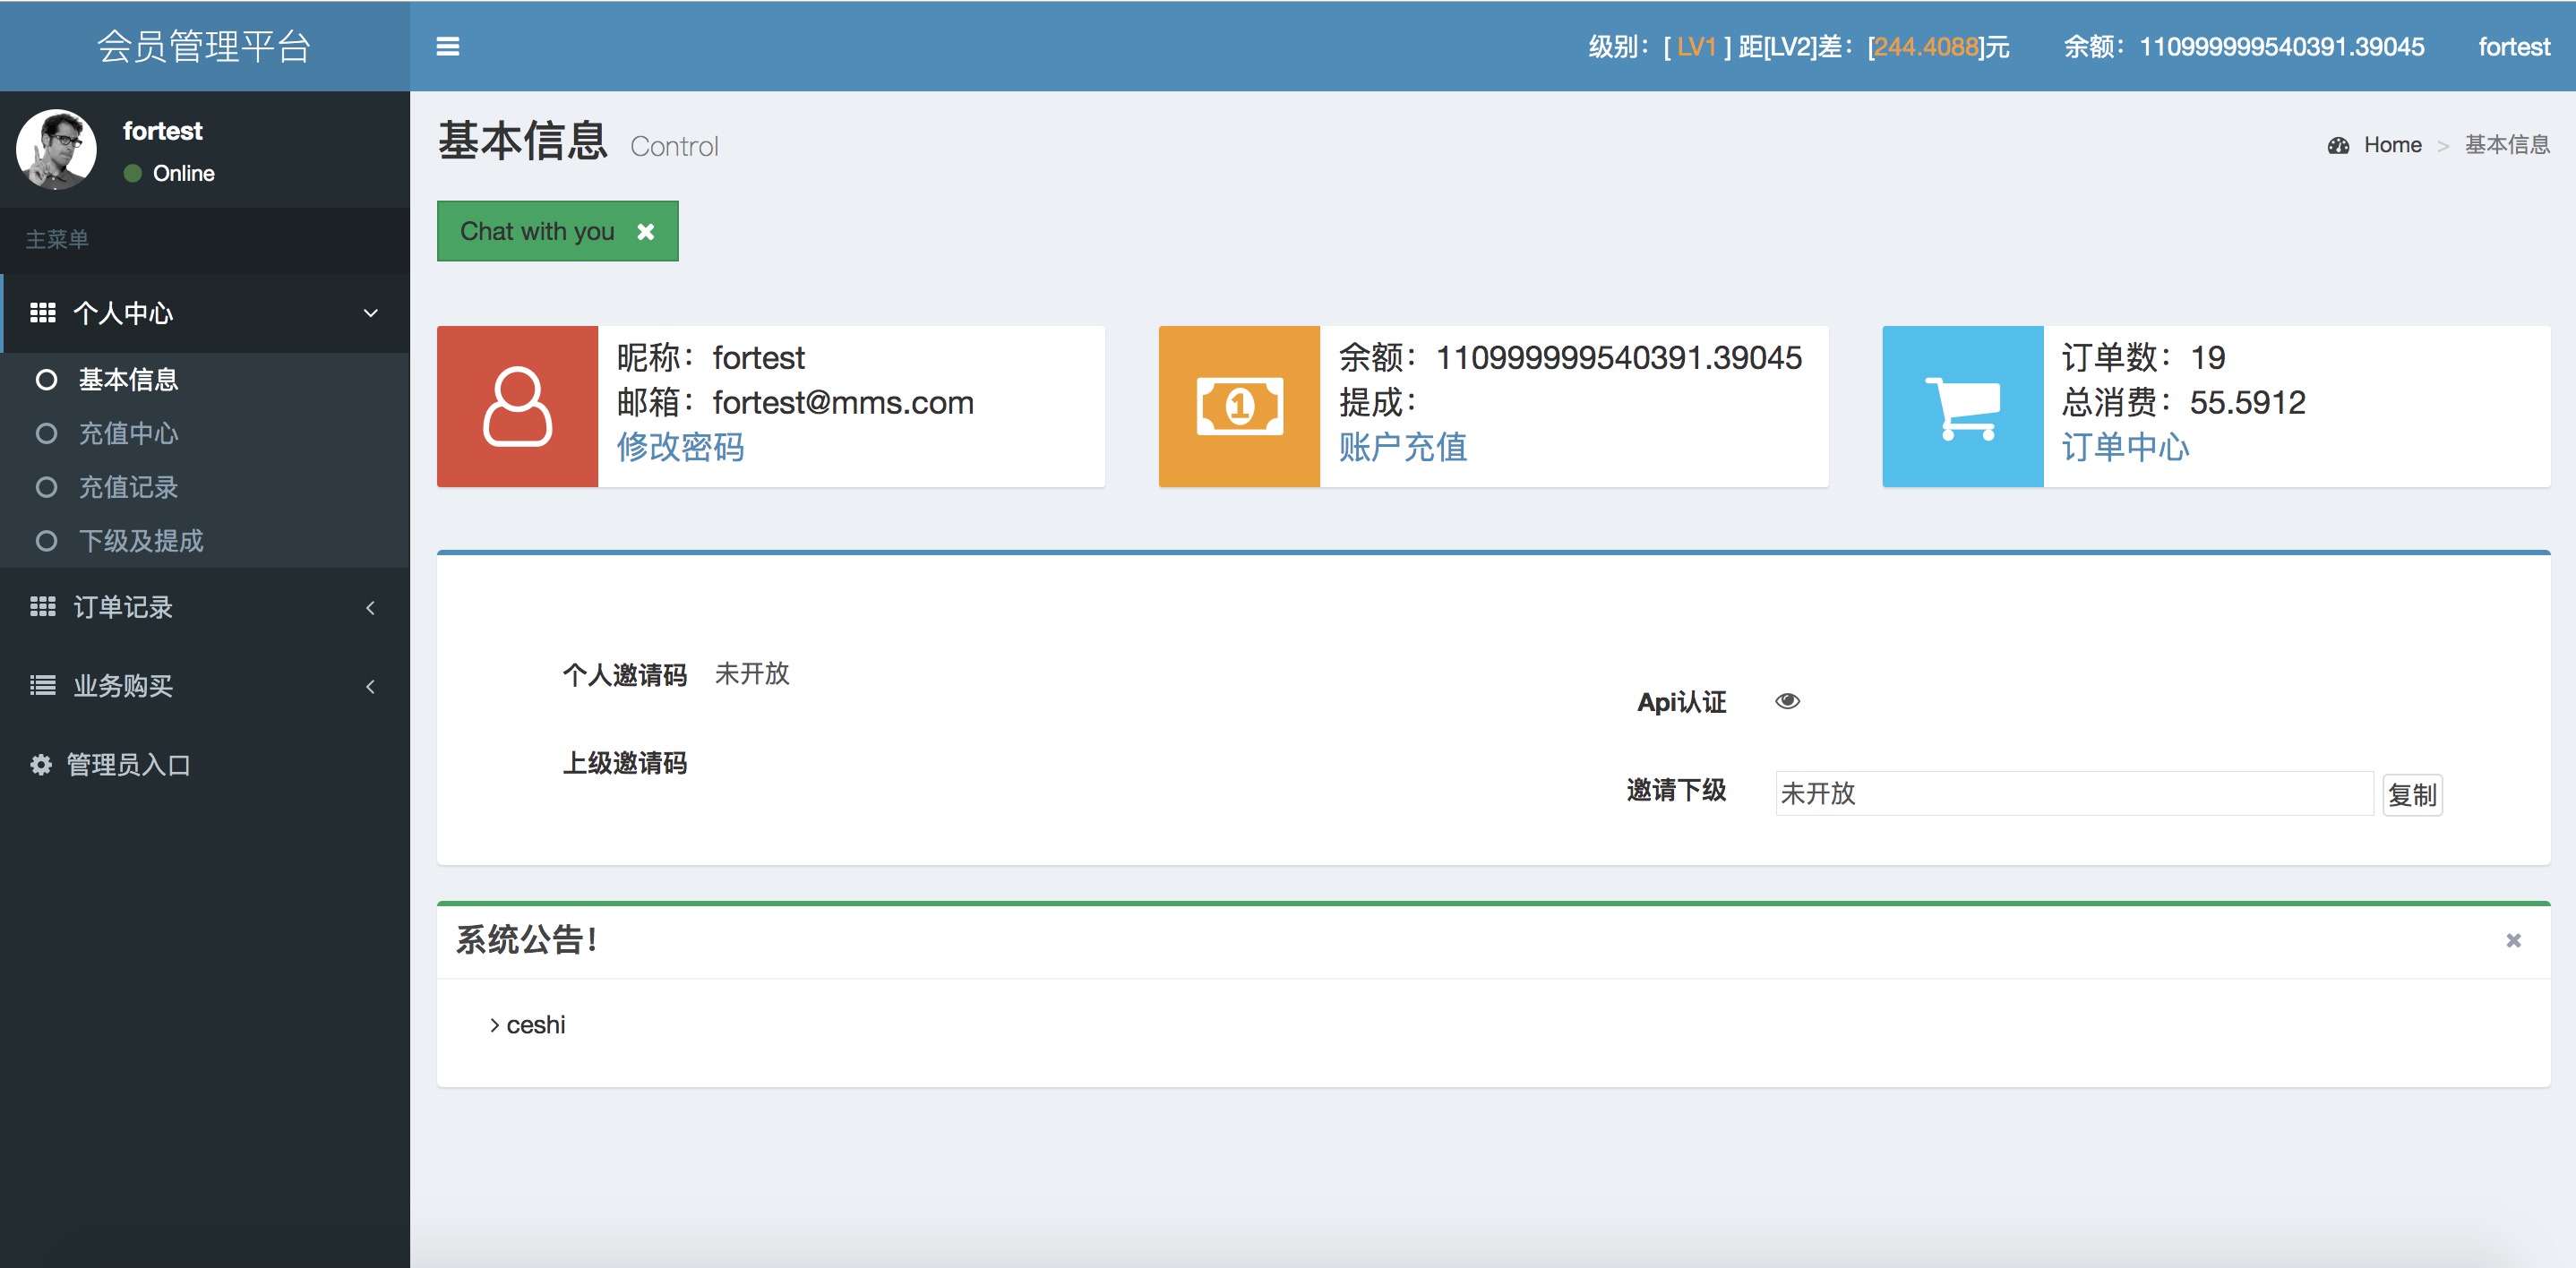 会员管理平台
级别：[ LV1 ] 距[LV2]差：[244.4088]元 余额：110999999540391.39045 fortest
fortest
Online
主菜单
个人中心
基本信息
充值中心
充值记录
下级及提成
订单记录
业务购买
管理员入口
基本信息 Control
Home > 基本信息
Chat with you
昵称：fortest
邮箱：fortest@mms.com
修改密码
余额：110999999540391.39045
提成：
账户充值
订单数：19
总消费：55.5912
订单中心
个人邀请码 未开放
上级邀请码
Api认证
邀请下级 未开放 复制
系统公告！
ceshi